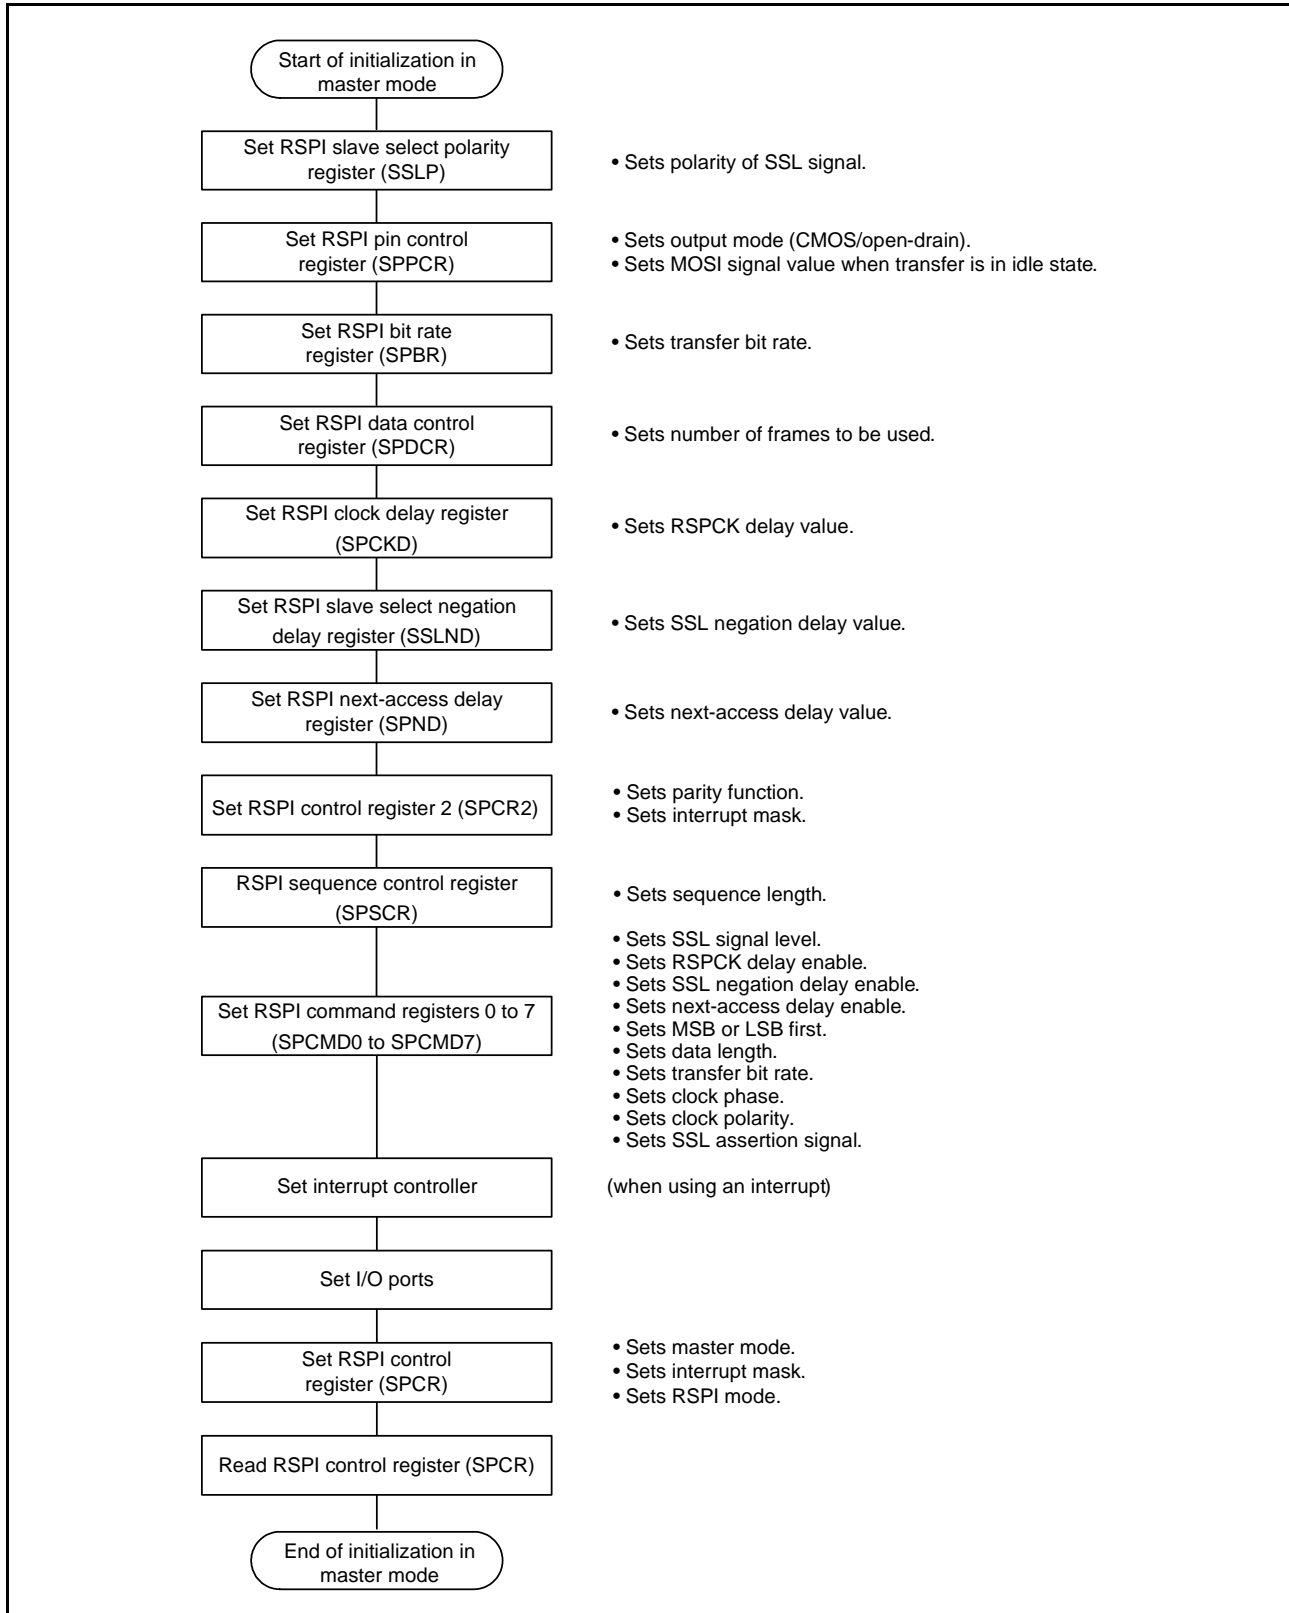 Start of initialization in
master mode
Set RSPI slave select polarity
register (SSLP)
• Sets polarity of SSL signal.
Set RSPI pin control
register (SPPCR)
• Sets output mode (CMOS/open-drain).
• Sets MOSI signal value when transfer is in idle state.
Set RSPI bit rate
register (SPBR)
• Sets transfer bit rate.
Set RSPI data control
register (SPDCR)
• Sets number of frames to be used.
Set RSPI clock delay register
(SPCKD)
• Sets RSPCK delay value.
Set RSPI slave select negation
delay register (SSLND)
• Sets SSL negation delay value.
Set RSPI next-access delay
register (SPND)
• Sets next-access delay value.
Set RSPI control register 2 (SPCR2)
• Sets parity function.
• Sets interrupt mask.
RSPI sequence control register
(SPSCR)
• Sets sequence length.
Set RSPI command registers 0 to 7
(SPCMD0 to SPCMD7)
• Sets SSL signal level.
• Sets RSPCK delay enable.
• Sets SSL negation delay enable.
• Sets next-access delay enable.
• Sets MSB or LSB first.
• Sets data length.
• Sets transfer bit rate.
• Sets clock phase.
• Sets clock polarity.
• Sets SSL assertion signal.
Set interrupt controller
(when using an interrupt)
Set I/O ports
Set RSPI control
register (SPCR)
• Sets master mode.
• Sets interrupt mask.
• Sets RSPI mode.
Read RSPI control register (SPCR)
End of initialization in
master mode